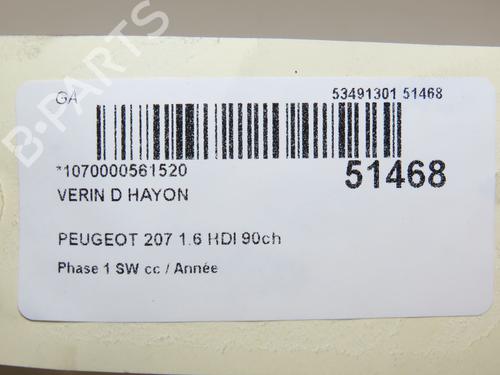 GA
53491301 51468
*1070000561520
51468
VERIN D HAYON
PEUGEOT 207 1.6 HDI 90ch
Phase 1 SW cc / Année
B-PARTS